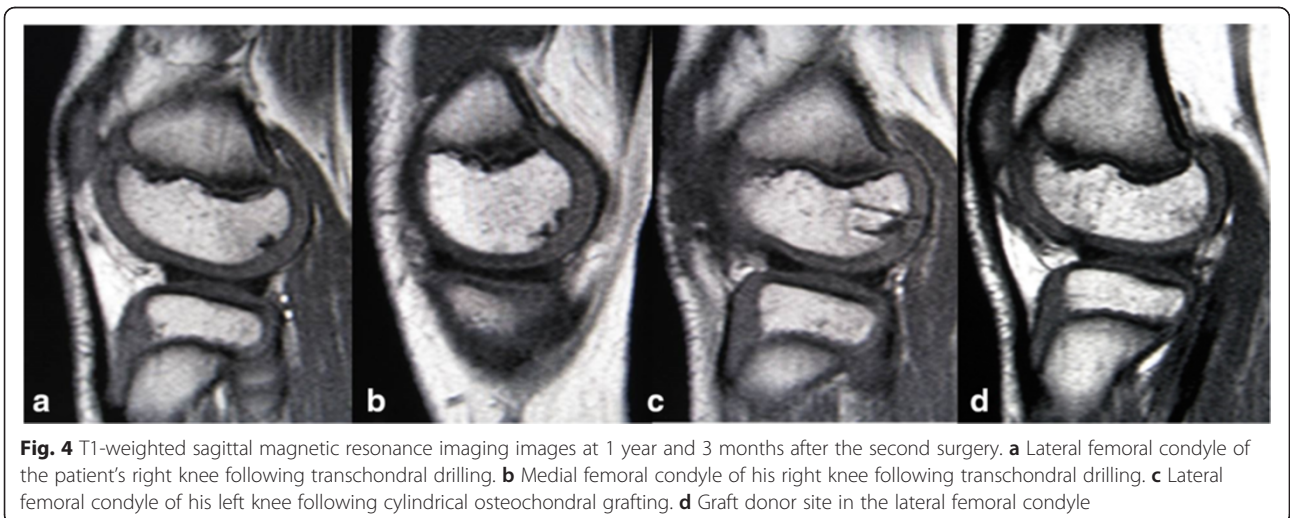 a b c d
Fig. 4 T1-weighted sagittal magnetic resonance imaging images at 1 year and 3 months after the second surgery. a Lateral femoral condyle of
the patient's right knee following transchondral drilling. b Medial femoral condyle of his right knee following transchondral drilling. c Lateral
femoral condyle of his left knee following cylindrical osteochondral grafting. d Graft donor site in the lateral femoral condyle